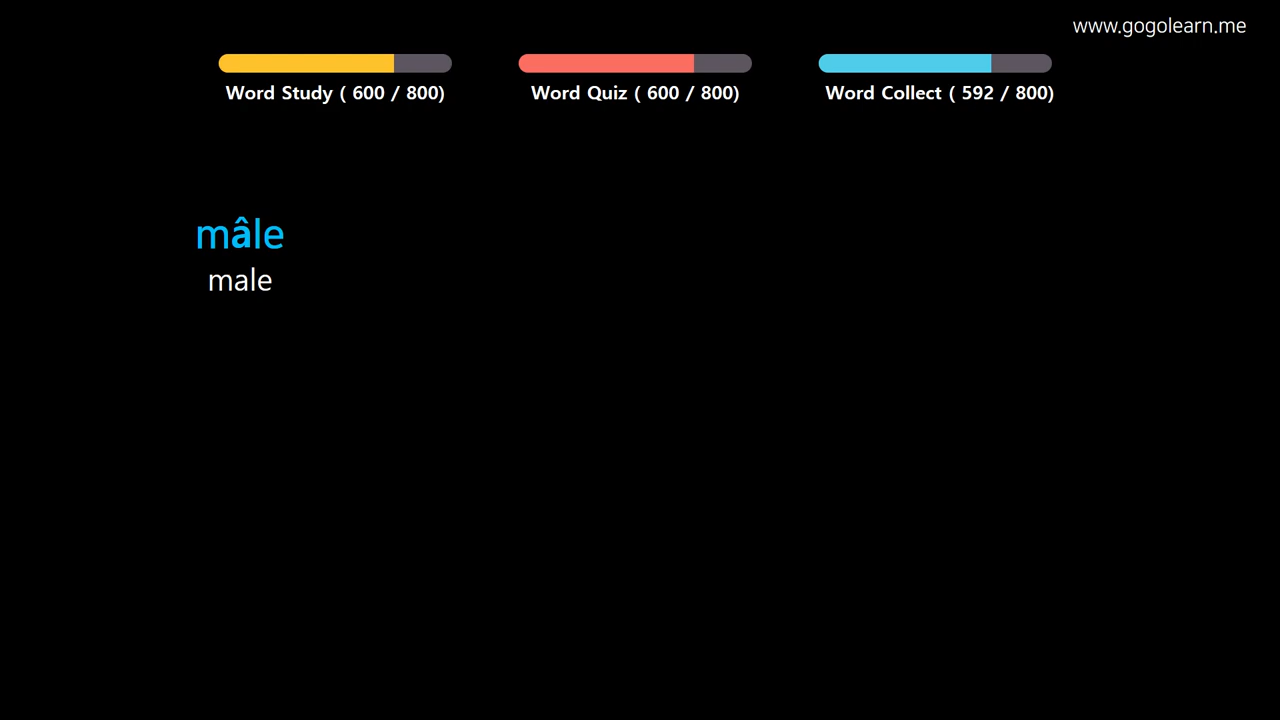 www.gogolearn.me
Word Study ( 600 / 800)
Word Quiz ( 600 / 800)
Word Collect ( 592 / 800)
mâle
male